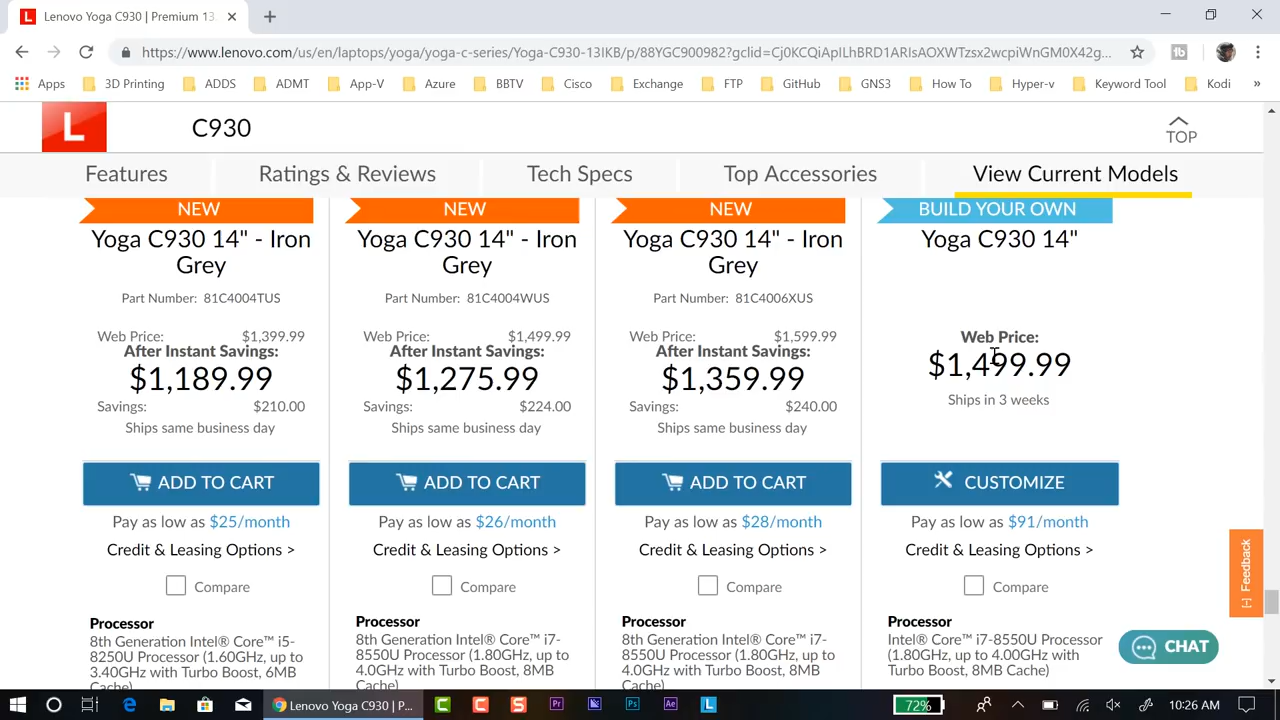 Lenovo Yoga C930 | Premium 13
https://www.lenovo.com/us/en/laptops/yoga/yoga-c-series/Yoga-C930-13IKB/p/88YGC900982?gclid=Cj0KCQiApILhBRD1ARIsAOXWTzsx2wcpiWnGM0X42g...
Apps 3D Printing ADDS ADMT App-V Azure BBTV Cisco Exchange FTP GitHub GNS3 How To Hyper-v Keyword Tool Kodi »
L C930 TOP
Features Ratings & Reviews Tech Specs Top Accessories View Current Models
NEW
Yoga C930 14" - Iron
Grey
Part Number: 81C4004TUS
Web Price: $1,399.99
After Instant Savings:
$1,189.99
Savings: $210.00
Ships same business day
ADD TO CART
Pay as low as $25/month
Credit & Leasing Options >
Compare
Processor
8th Generation Intel® Core™ i5-
8250U Processor (1.60GHz, up to
3.40GHz with Turbo Boost, 6MB
Cache)
NEW
Yoga C930 14" - Iron
Grey
Part Number: 81C4004WUS
Web Price: $1,499.99
After Instant Savings:
$1,275.99
Savings: $224.00
Ships same business day
ADD TO CART
Pay as low as $26/month
Credit & Leasing Options >
Compare
Processor
8th Generation Intel® Core™ i7-
8550U Processor (1.80GHz, up to
4.0GHz with Turbo Boost, 8MB
Cache)
NEW
Yoga C930 14" - Iron
Grey
Part Number: 81C4006XUS
Web Price: $1,599.99
After Instant Savings:
$1,359.99
Savings: $240.00
Ships same business day
ADD TO CART
Pay as low as $28/month
Credit & Leasing Options >
Compare
Processor
8th Generation Intel® Core™ i7-
8550U Processor (1.80GHz, up to
4.0GHz with Turbo Boost, 8MB
Cache)
BUILD YOUR OWN
Yoga C930 14"
Web Price:
$1,499.99
Ships in 3 weeks
CUSTOMIZE
Pay as low as $91/month
Credit & Leasing Options >
Compare
Processor
Intel® Core™ i7-8550U Processor
(1.80GHz, up to 4.00GHz with
Turbo Boost, 8MB Cache)
[-] Feedback
CHAT
Lenovo Yoga C930 | P...
C C S Pr Ps Ae L
72%
10:26 AM